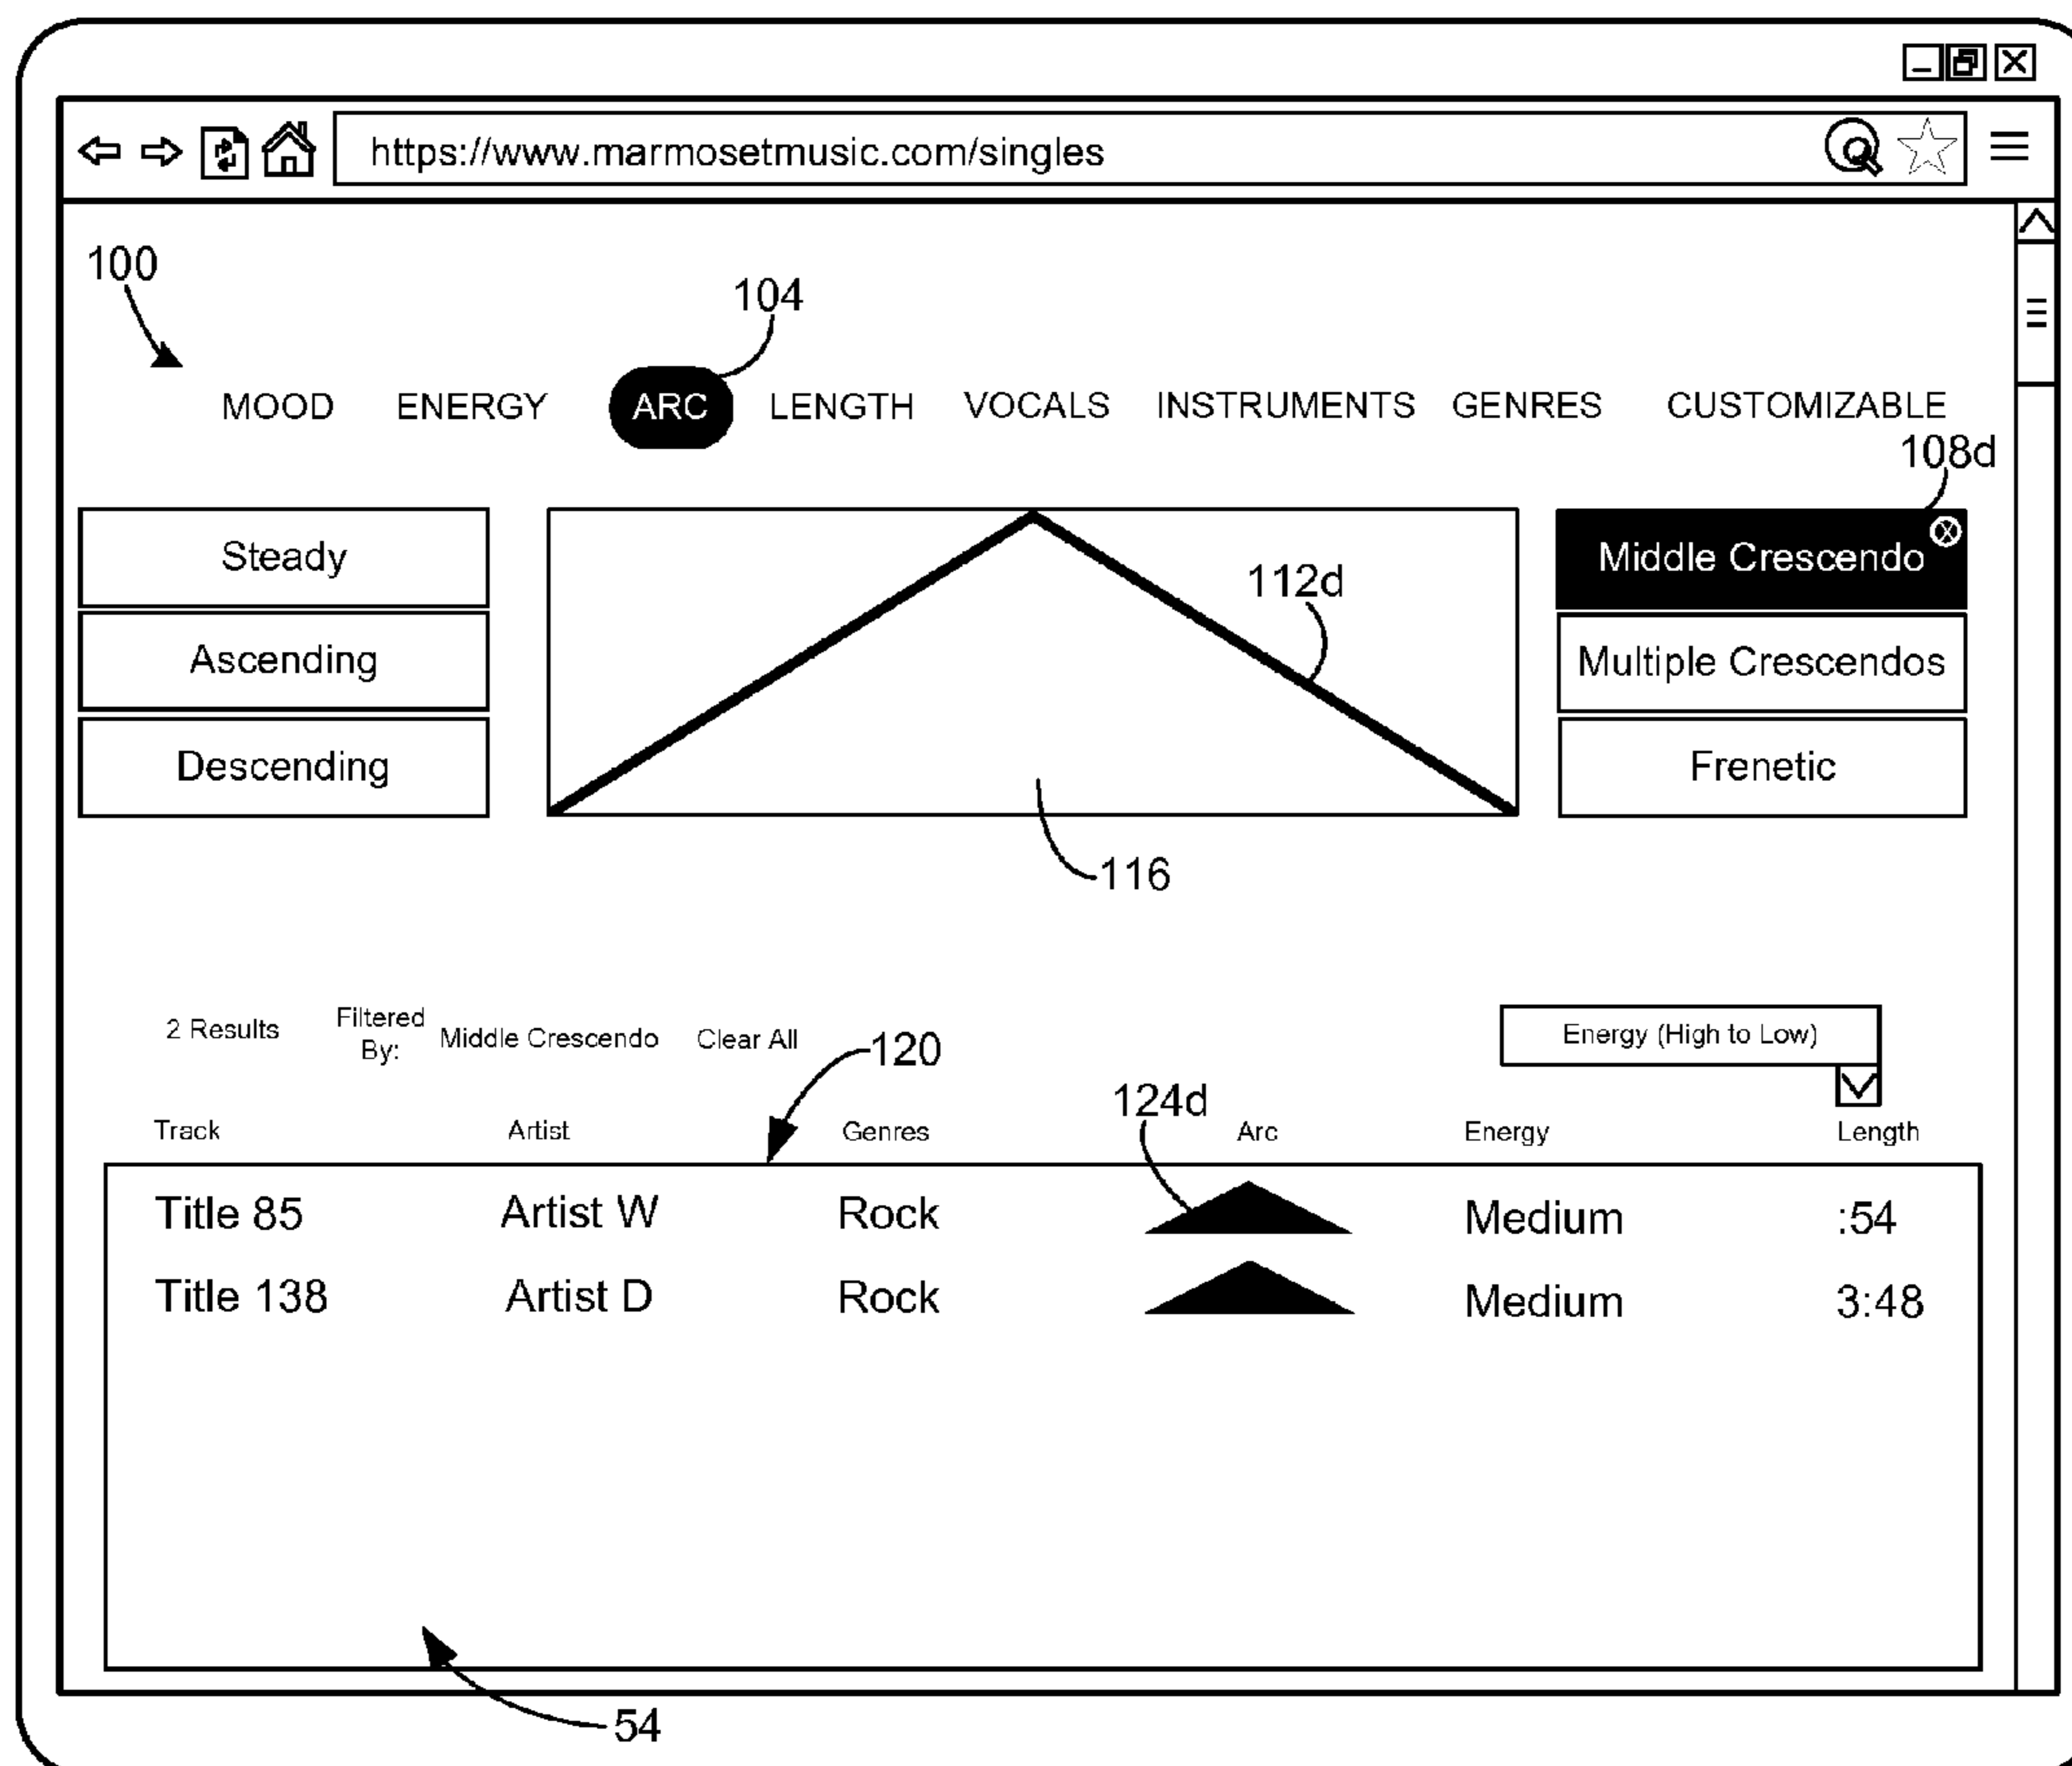 https://www.marmosetmusic.com/singles
100
104
MOOD ENERGY ARC LENGTH VOCALS INSTRUMENTS GENRES CUSTOMIZABLE
108d
Steady
Middle Crescendo
112d
Ascending
Multiple Crescendos
Descending
Frenetic
116
2 Results
Filtered
By:
Middle Crescendo
Clear All
120
Energy (High to Low)
124d
Track Artist Genres Arc Energy Length
Title 85 Artist W Rock Medium :54
Title 138 Artist D Rock Medium 3:48
54